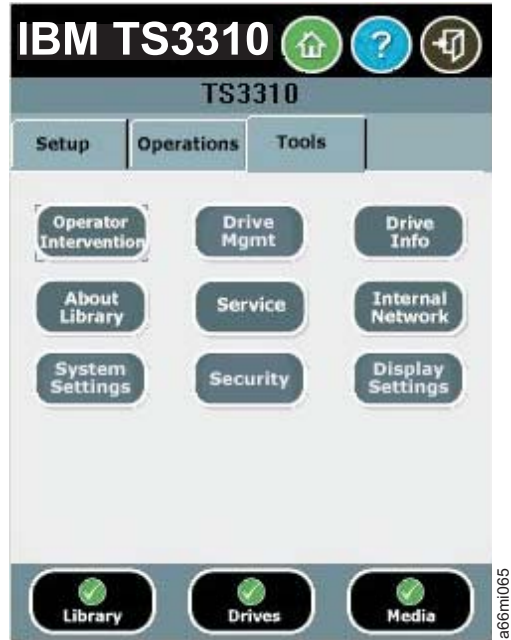 IBM TS3310
?
TS3310
Setup
Operations
Tools
Operator
Intervention
Drive
Mgmt
Drive
Info
About
Library
Service
Internal
Network
System
Settings
Security
Display
Settings
Library
Drives
Media
a66mi065